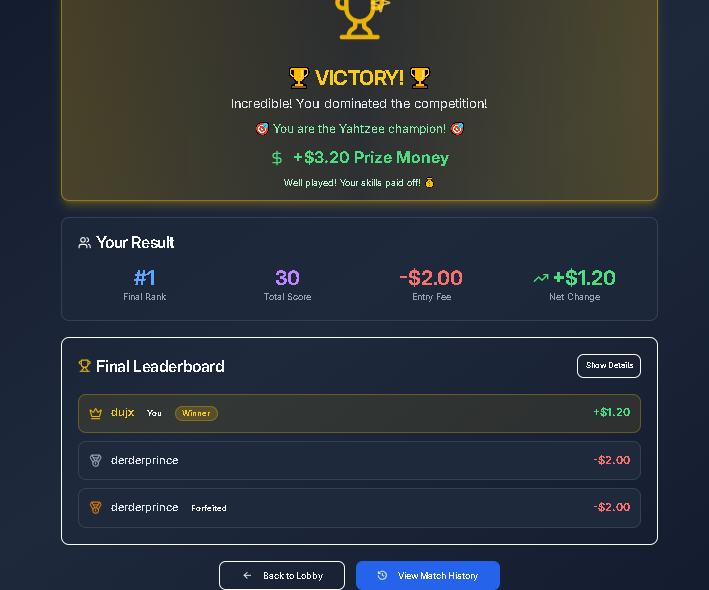 🏆 VICTORY! 🏆
Incredible! You dominated the competition!
🎯 You are the Yahtzee champion! 🎯
$ +$3.20 Prize Money
Well played! Your skills paid off! 💰
Your Result
#1 30 -$2.00 +$1.20
Final Rank Total Score Entry Fee Net Change
Final Leaderboard Show Details
dujx You Winner +$1.20
derderprince -$2.00
derderprince Forfeited -$2.00
Back to Lobby View Match History